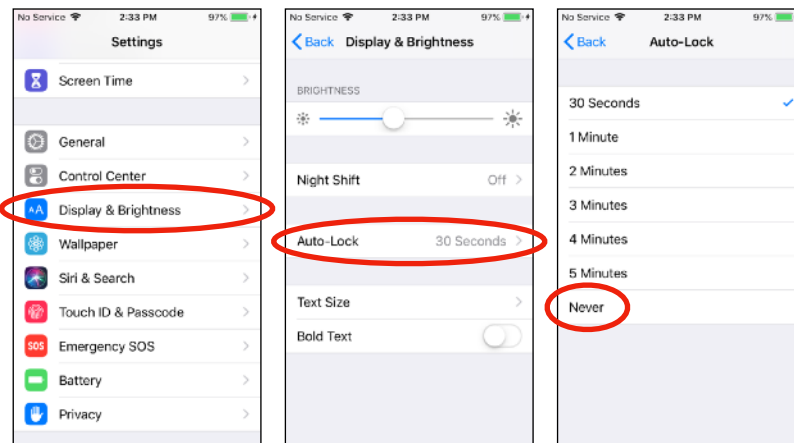 No Service 2:33 PM 97%
Settings
Screen Time
General
Control Center
AA Display & Brightness
Wallpaper
Siri & Search
Touch ID & Passcode
SOS Emergency SOS
Battery
Privacy
No Service 2:33 PM 97%
Back Display & Brightness
BRIGHTNESS
Night Shift Off
Auto-Lock 30 Seconds
Text Size
Bold Text
No Service 2:33 PM 97%
Back Auto-Lock
30 Seconds
1 Minute
2 Minutes
3 Minutes
4 Minutes
5 Minutes
Never